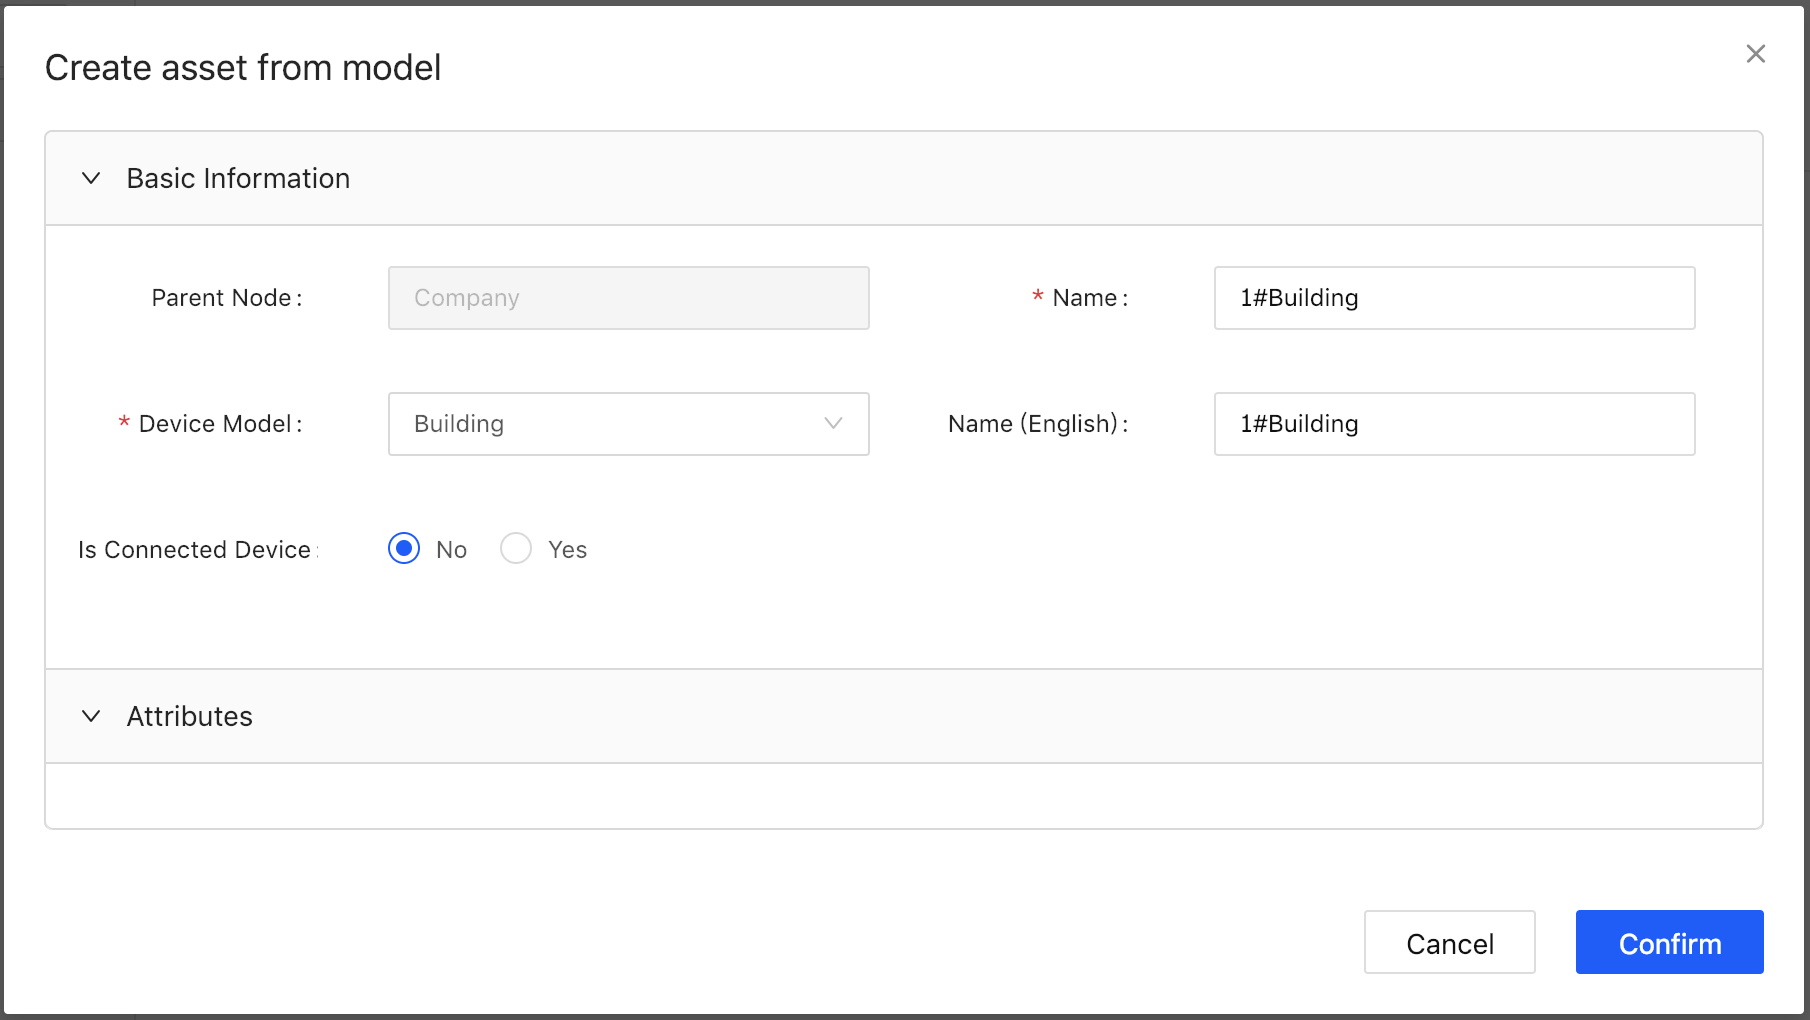 Create asset from model
Basic Information
Parent Node: Company
* Name: 1#Building
* Device Model: Building
Name (English): 1#Building
Is Connected Device: No Yes
Attributes
Cancel Confirm